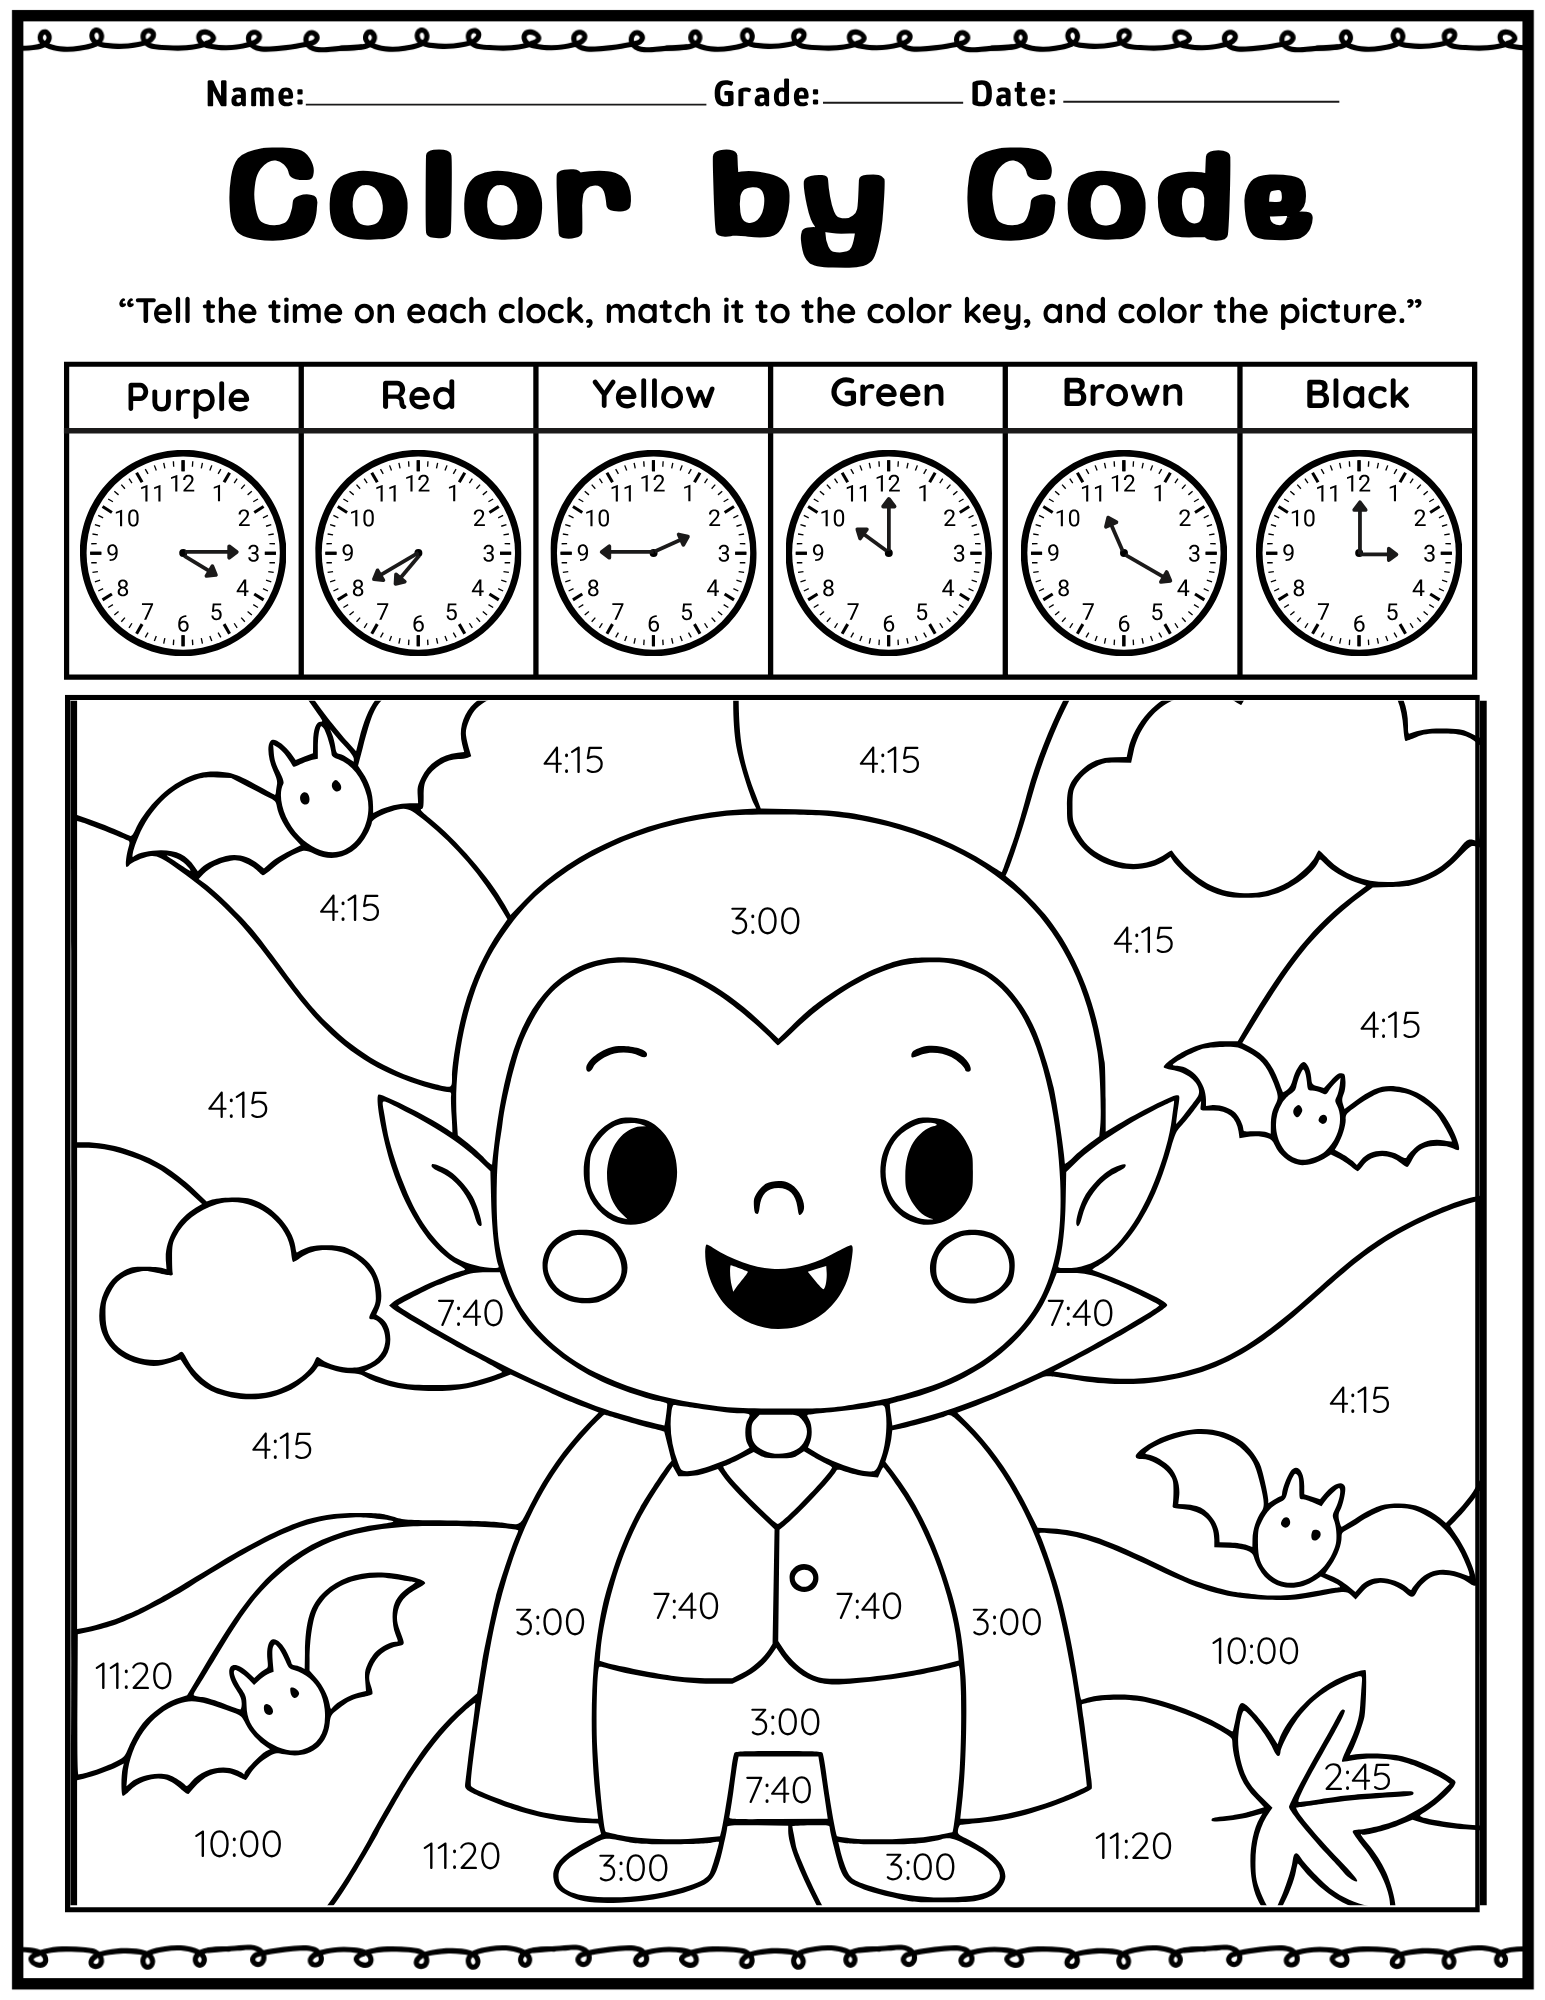 Name: Grade: Date:
Color by Code
“Tell the time on each clock, match it to the color key, and color the picture.”
Purple Red Yellow Green Brown Black
12 1 2 3 4 5 6 7 8 9 10 11
12 1 2 3 4 5 6 7 8 9 10 11
12 1 2 3 4 5 6 7 8 9 10 11
12 1 2 3 4 5 6 7 8 9 10 11
12 1 2 3 4 5 6 7 8 9 10 11
12 1 2 3 4 5 6 7 8 9 10 11
4:15 4:15
4:15
3:00
4:15
4:15
4:15
7:40 7:40
4:15
4:15
7:40 7:40
3:00 3:00
10:00
11:20
3:00
2:45
7:40
10:00
11:20
11:20
3:00 3:00